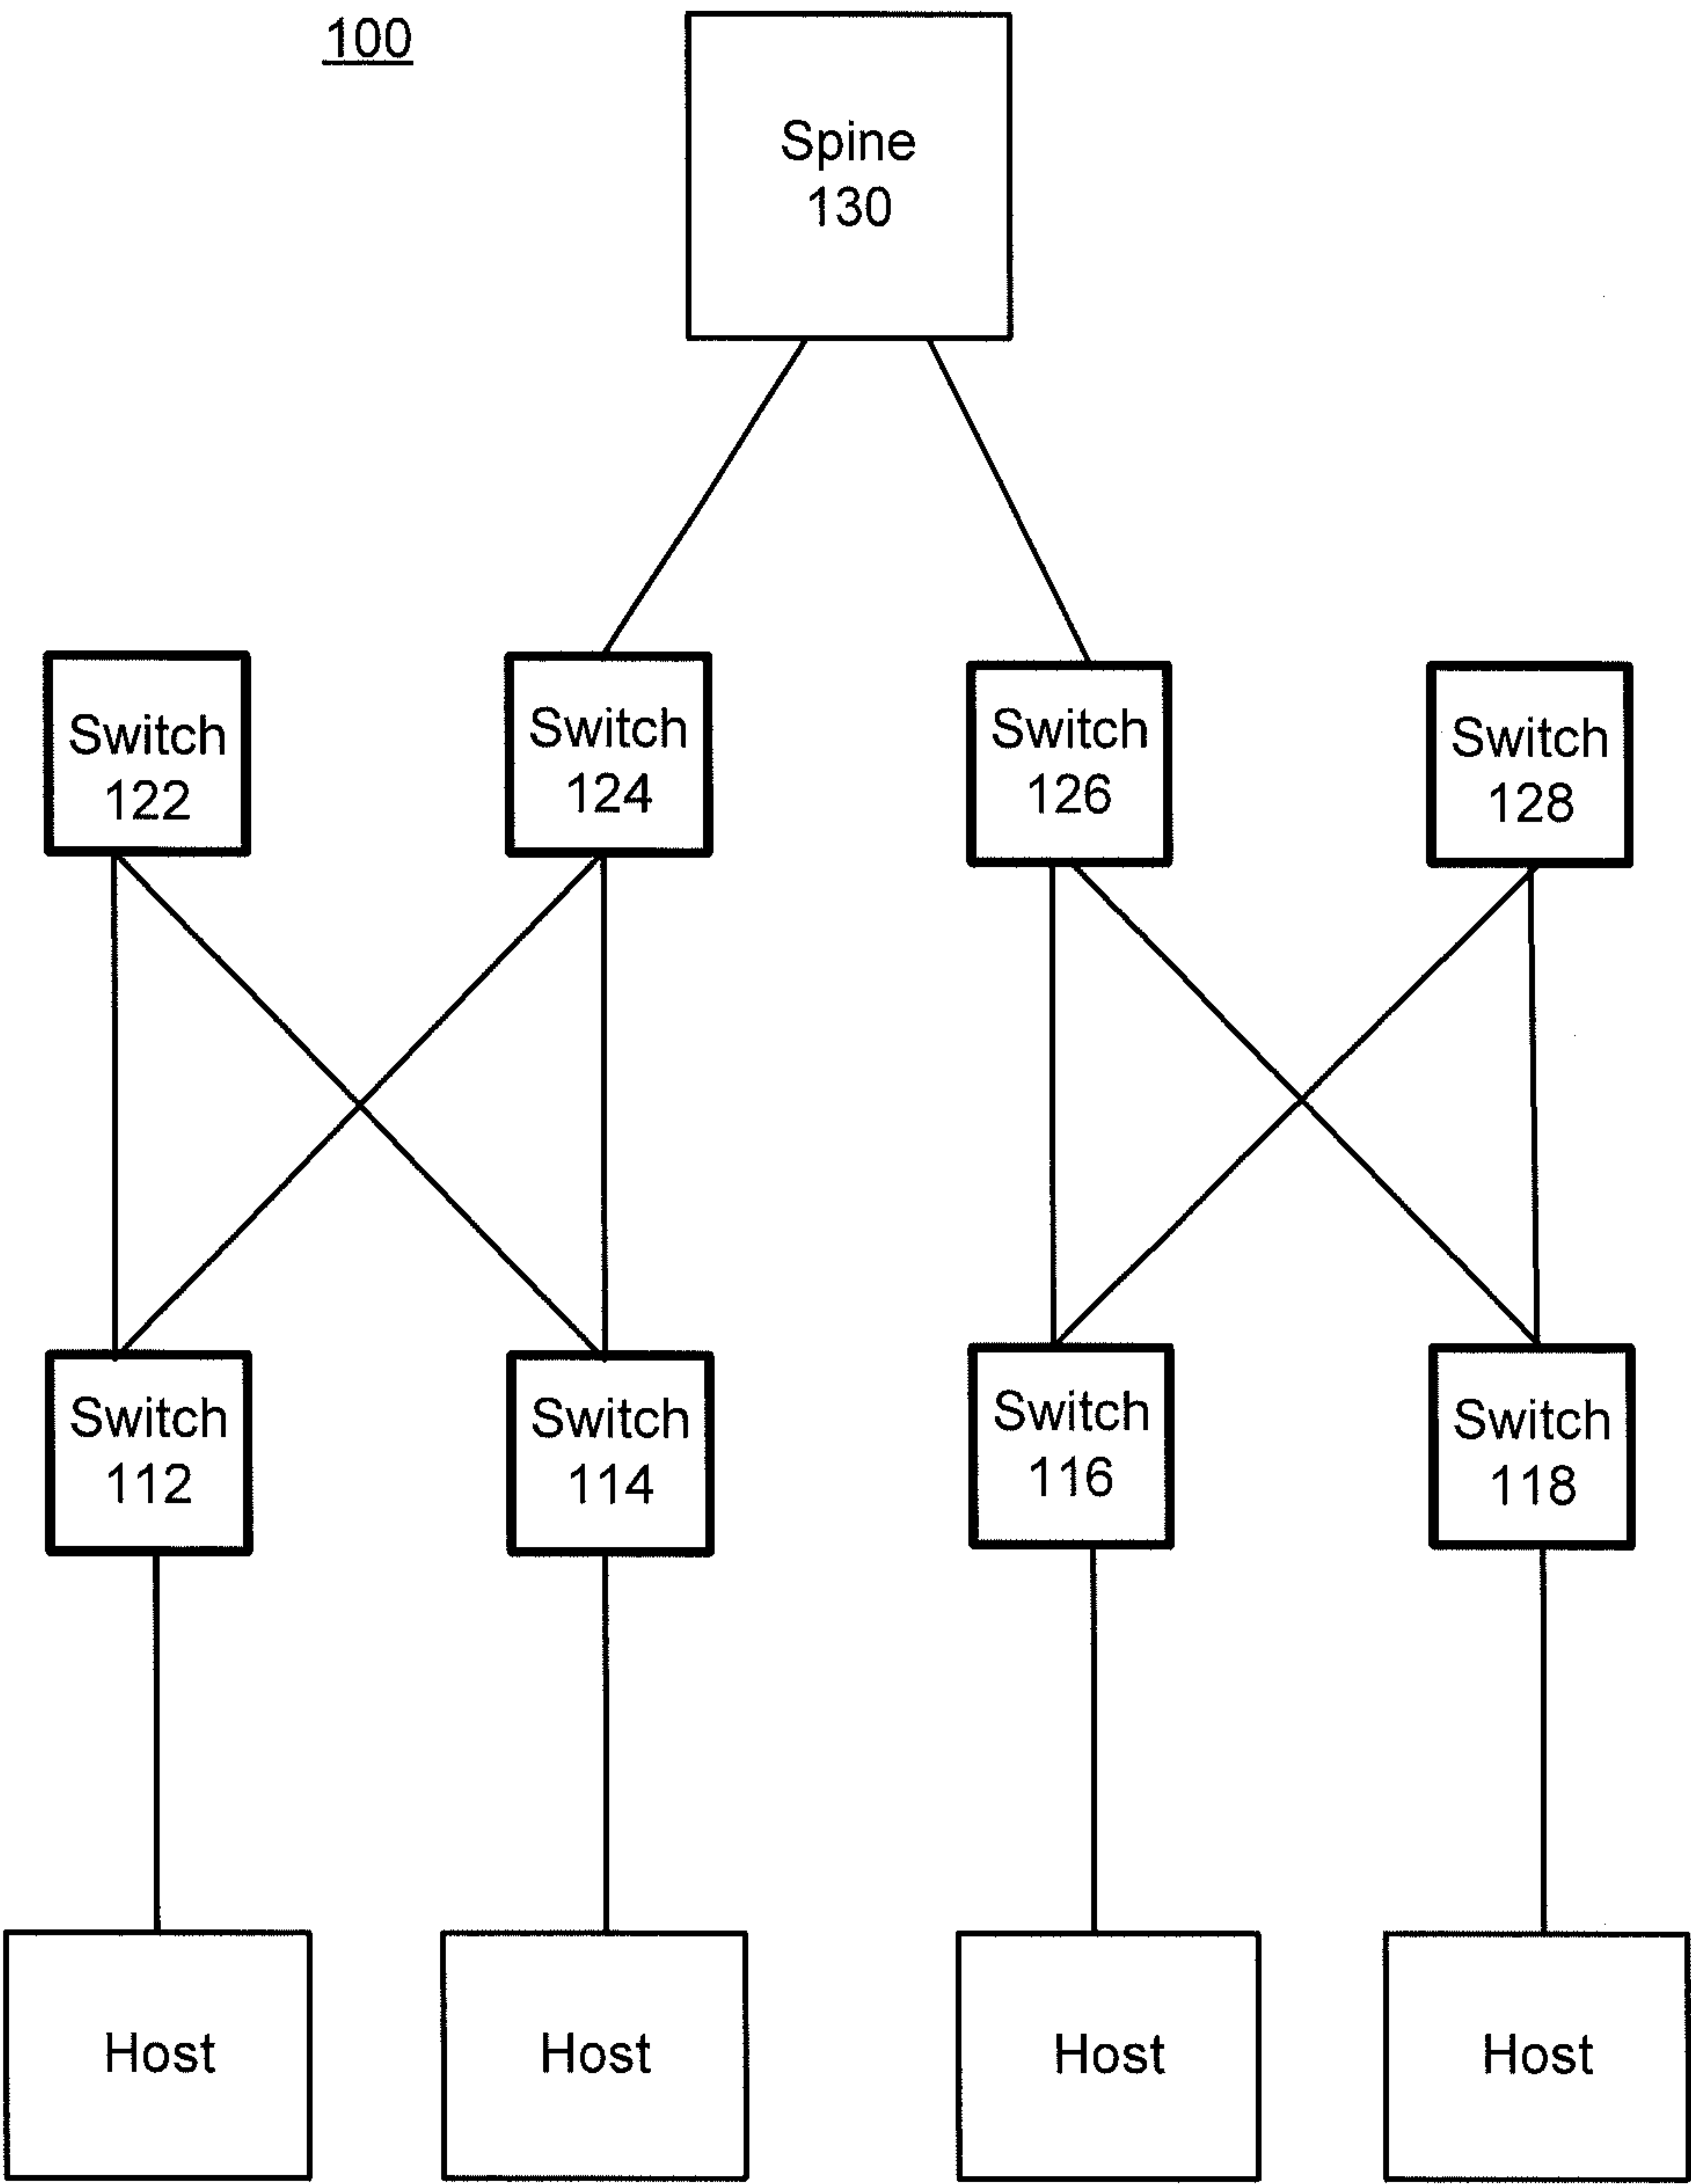 100
Spine
130
Switch
122
Switch
124
Switch
126
Switch
128
Switch
112
Switch
114
Switch
116
Switch
118
Host
Host
Host
Host